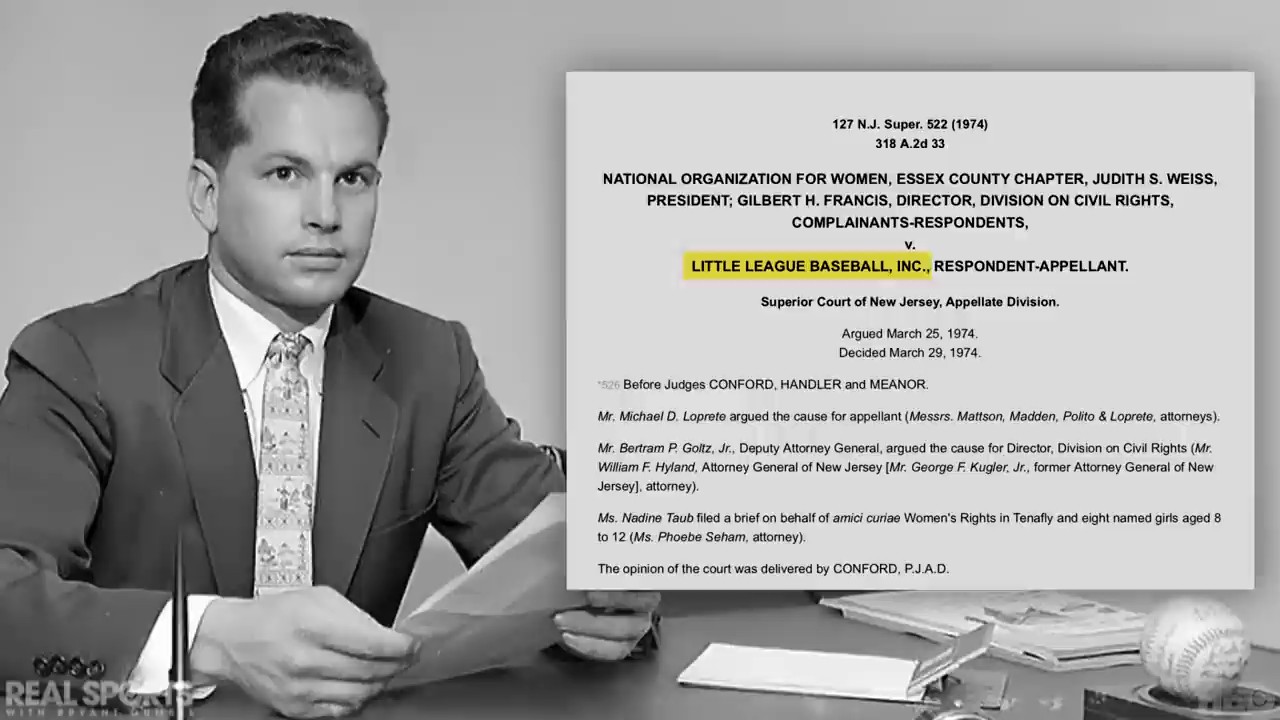 127 N.J. Super. 522 (1974)
318 A.2d 33
NATIONAL ORGANIZATION FOR WOMEN, ESSEX COUNTY CHAPTER, JUDITH S. WEISS,
PRESIDENT; GILBERT H. FRANCIS, DIRECTOR, DIVISION ON CIVIL RIGHTS,
COMPLAINANTS-RESPONDENTS,
v.
LITTLE LEAGUE BASEBALL, INC., RESPONDENT-APPELLANT.
Superior Court of New Jersey, Appellate Division.
Argued March 25, 1974.
Decided March 29, 1974.
*526 Before Judges CONFORD, HANDLER and MEANOR.
Mr. Michael D. Loprete argued the cause for appellant (Messrs. Mattson, Madden, Polito & Loprete, attorneys).
Mr. Bertram P. Goltz, Jr., Deputy Attorney General, argued the cause for Director, Division on Civil Rights (Mr.
William F. Hyland, Attorney General of New Jersey [Mr. George F. Kugler, Jr., former Attorney General of New
Jersey], attorney).
Ms. Nadine Taub filed a brief on behalf of amici curiae Women's Rights in Tenafly and eight named girls aged 8
to 12 (Ms. Phoebe Seham, attorney).
The opinion of the court was delivered by CONFORD, P.J.A.D.
REAL SPORTS
WITH BRYANT GUMBEL
HBO